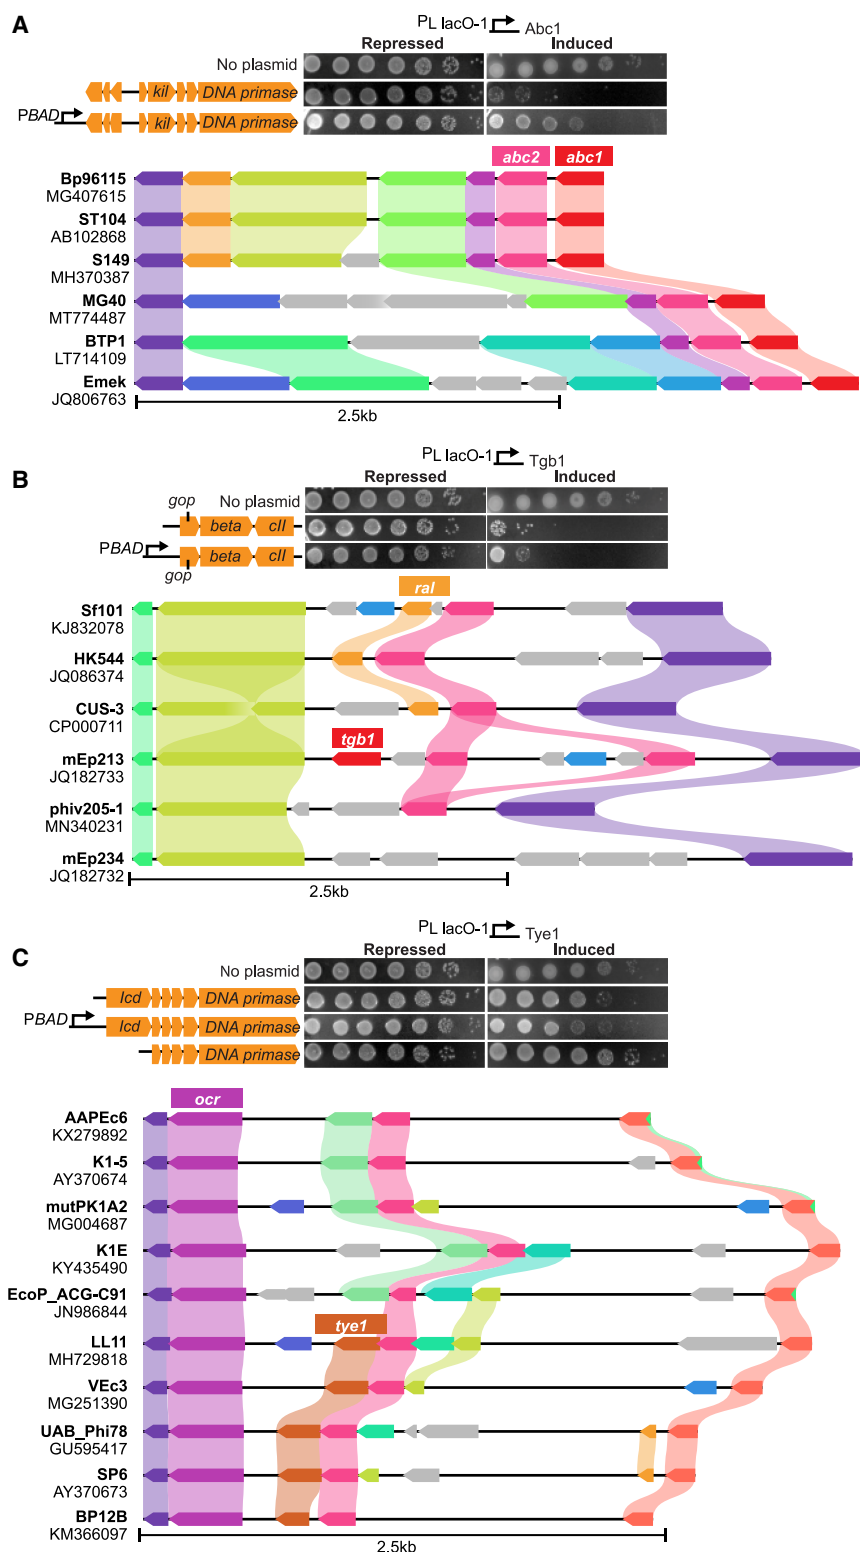 A
PL lacO-1 Abc1
Repressed Induced
No plasmid
kil DNA primase
PBAD kil DNA primase
abc2 abc1
Bp96115
MG407615
ST104
AB102868
S149
MH370387
MG40
MT774487
BTP1
LT714109
Emek
JQ806763
2.5kb
PL lacO-1 Tgb1
B
Repressed Induced
gop No plasmid
beta cII
PBAD beta cII
gop
ral
Sf101
KJ832078
HK544
JQ086374
CUS-3
CP000711
tgb1
mEp213
JQ182733
phiv205-1
MN340231
mEp234
JQ182732
2.5kb
PL lacO-1 Tye1
C
Repressed Induced
No plasmid
Icd DNA primase
PBAD Icd DNA primase
DNA primase
ocr
AAPEc6
KX279892
K1-5
AY370674
mutPK1A2
MG004687
K1E
KY435490
EcoP_ACG-C91
JN986844
tye1
LL11
MH729818
VEc3
MG251390
UAB_Phi78
GU595417
SP6
AY370673
BP12B
KM366097
2.5kb